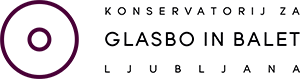 KONSERVATORIJ ZA
GLASBO IN BALET
LJUBLJANA